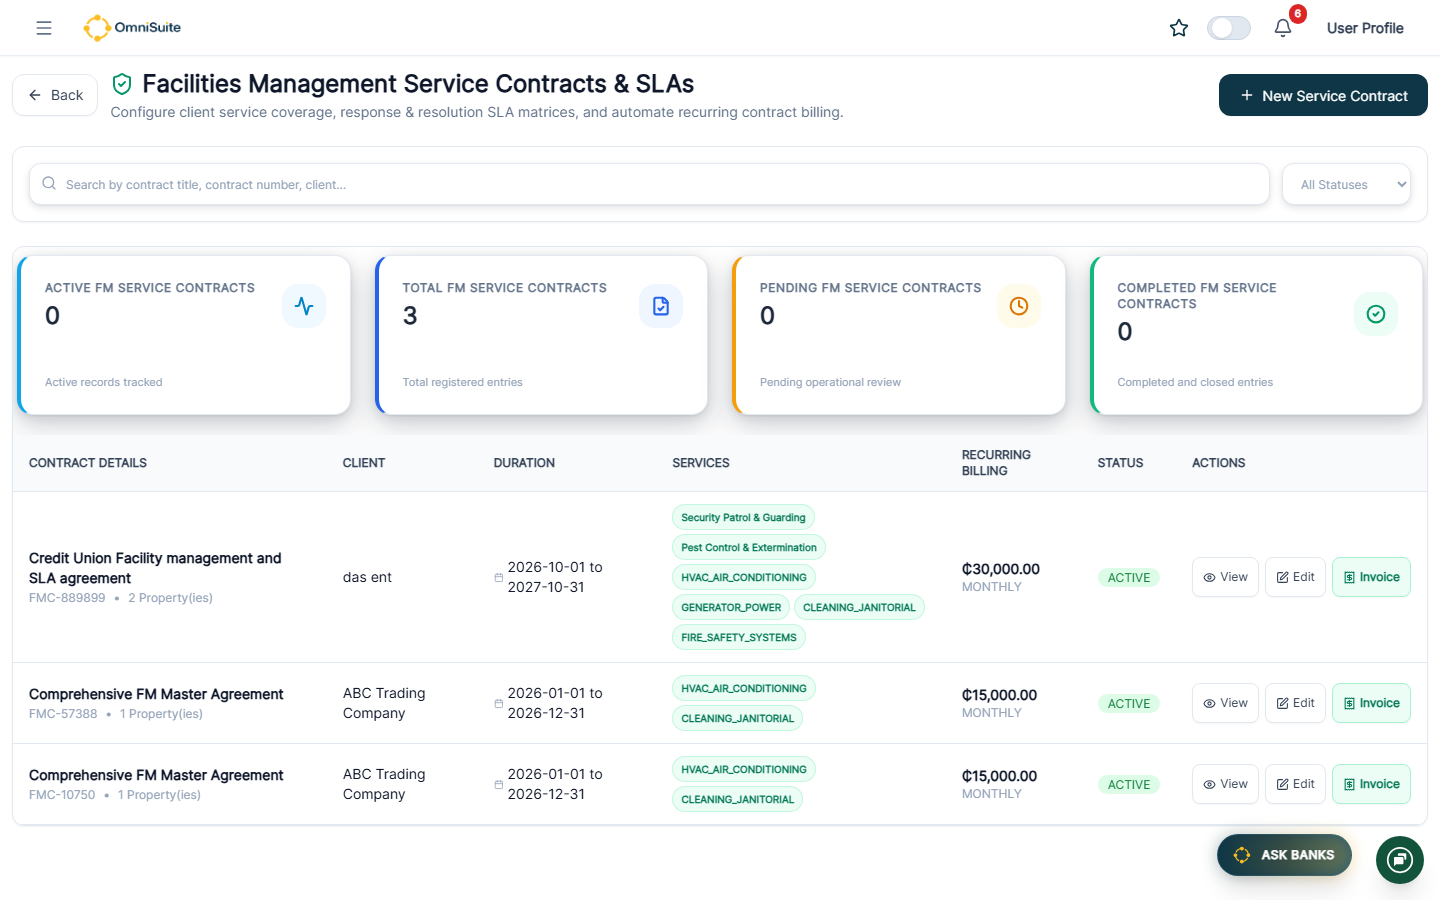 OmniSuite
6
User Profile
Back
Facilities Management Service Contracts & SLAs
Configure client service coverage, response & resolution SLA matrices, and automate recurring contract billing.
New Service Contract
Search by contract title, contract number, client...
All Statuses
ACTIVE FM SERVICE CONTRACTS
0
Active records tracked
TOTAL FM SERVICE CONTRACTS
3
Total registered entries
PENDING FM SERVICE CONTRACTS
0
Pending operational review
COMPLETED FM SERVICE
CONTRACTS
0
Completed and closed entries
CONTRACT DETAILS
CLIENT
DURATION
SERVICES
RECURRING
BILLING
STATUS
ACTIONS
Credit Union Facility management and
SLA agreement
FMC-889899 • 2 Property(ies)
das ent
2026-10-01 to
2027-10-31
Security Patrol & Guarding
Pest Control & Extermination
HVAC_AIR_CONDITIONING
GENERATOR_POWER CLEANING_JANITORIAL
FIRE_SAFETY_SYSTEMS
₵30,000.00
MONTHLY
ACTIVE
View
Edit
Invoice
Comprehensive FM Master Agreement
FMC-57388 • 1 Property(ies)
ABC Trading
Company
2026-01-01 to
2026-12-31
HVAC_AIR_CONDITIONING
CLEANING_JANITORIAL
₵15,000.00
MONTHLY
ACTIVE
View
Edit
Invoice
Comprehensive FM Master Agreement
FMC-10750 • 1 Property(ies)
ABC Trading
Company
2026-01-01 to
2026-12-31
HVAC_AIR_CONDITIONING
CLEANING_JANITORIAL
₵15,000.00
MONTHLY
ACTIVE
View
Edit
Invoice
ASK BANKS